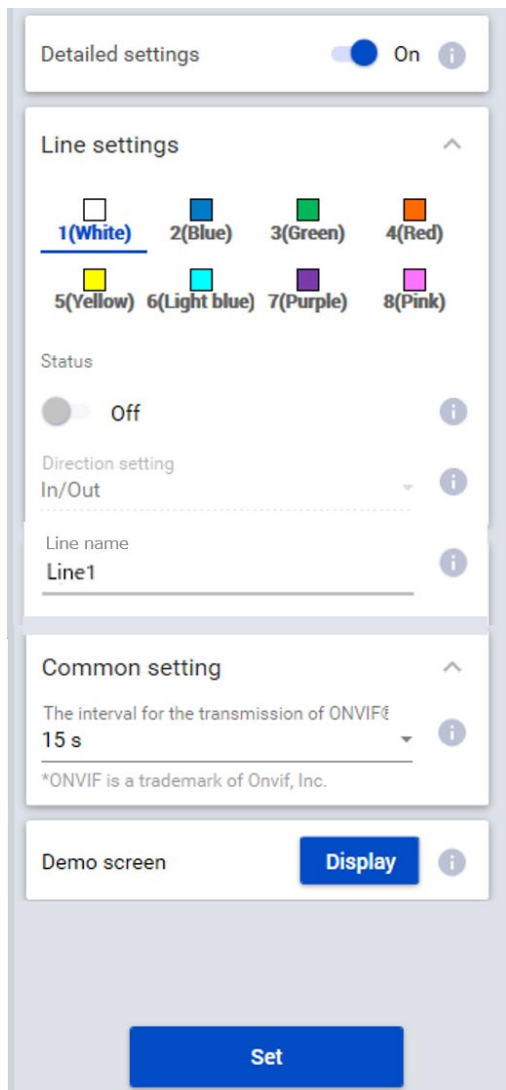 Detailed settings On
Line settings
1(White) 2(Blue) 3(Green) 4(Red)
5(Yellow) 6(Light blue) 7(Purple) 8(Pink)
Status
Off
Direction setting
In/Out
Line name
Line1
Common setting
The interval for the transmission of ONVIF®
15 s
*ONVIF is a trademark of Onvif, Inc.
Demo screen Display
Set